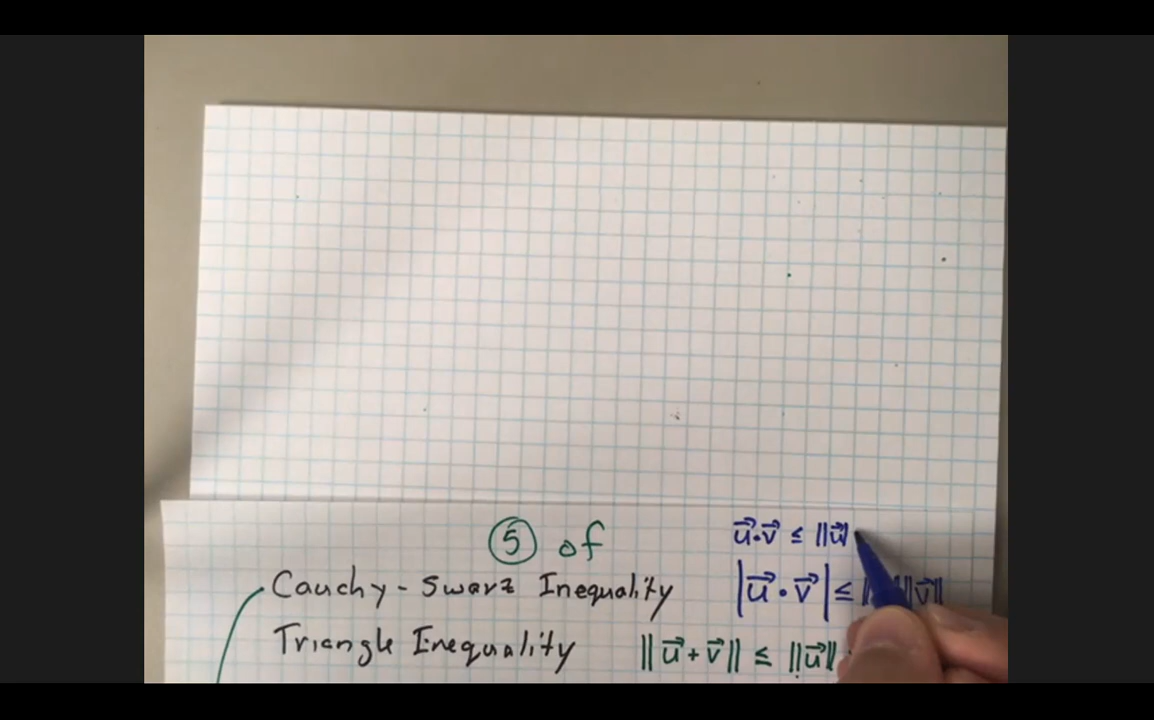 ⑤ of
u⃗·v⃗ ≤ ||u⃗|
Cauchy - Swarz Inequality |u⃗ · v⃗| ≤ ||v⃗||
Triangle Inequality ||u⃗ + v⃗|| ≤ ||u⃗||